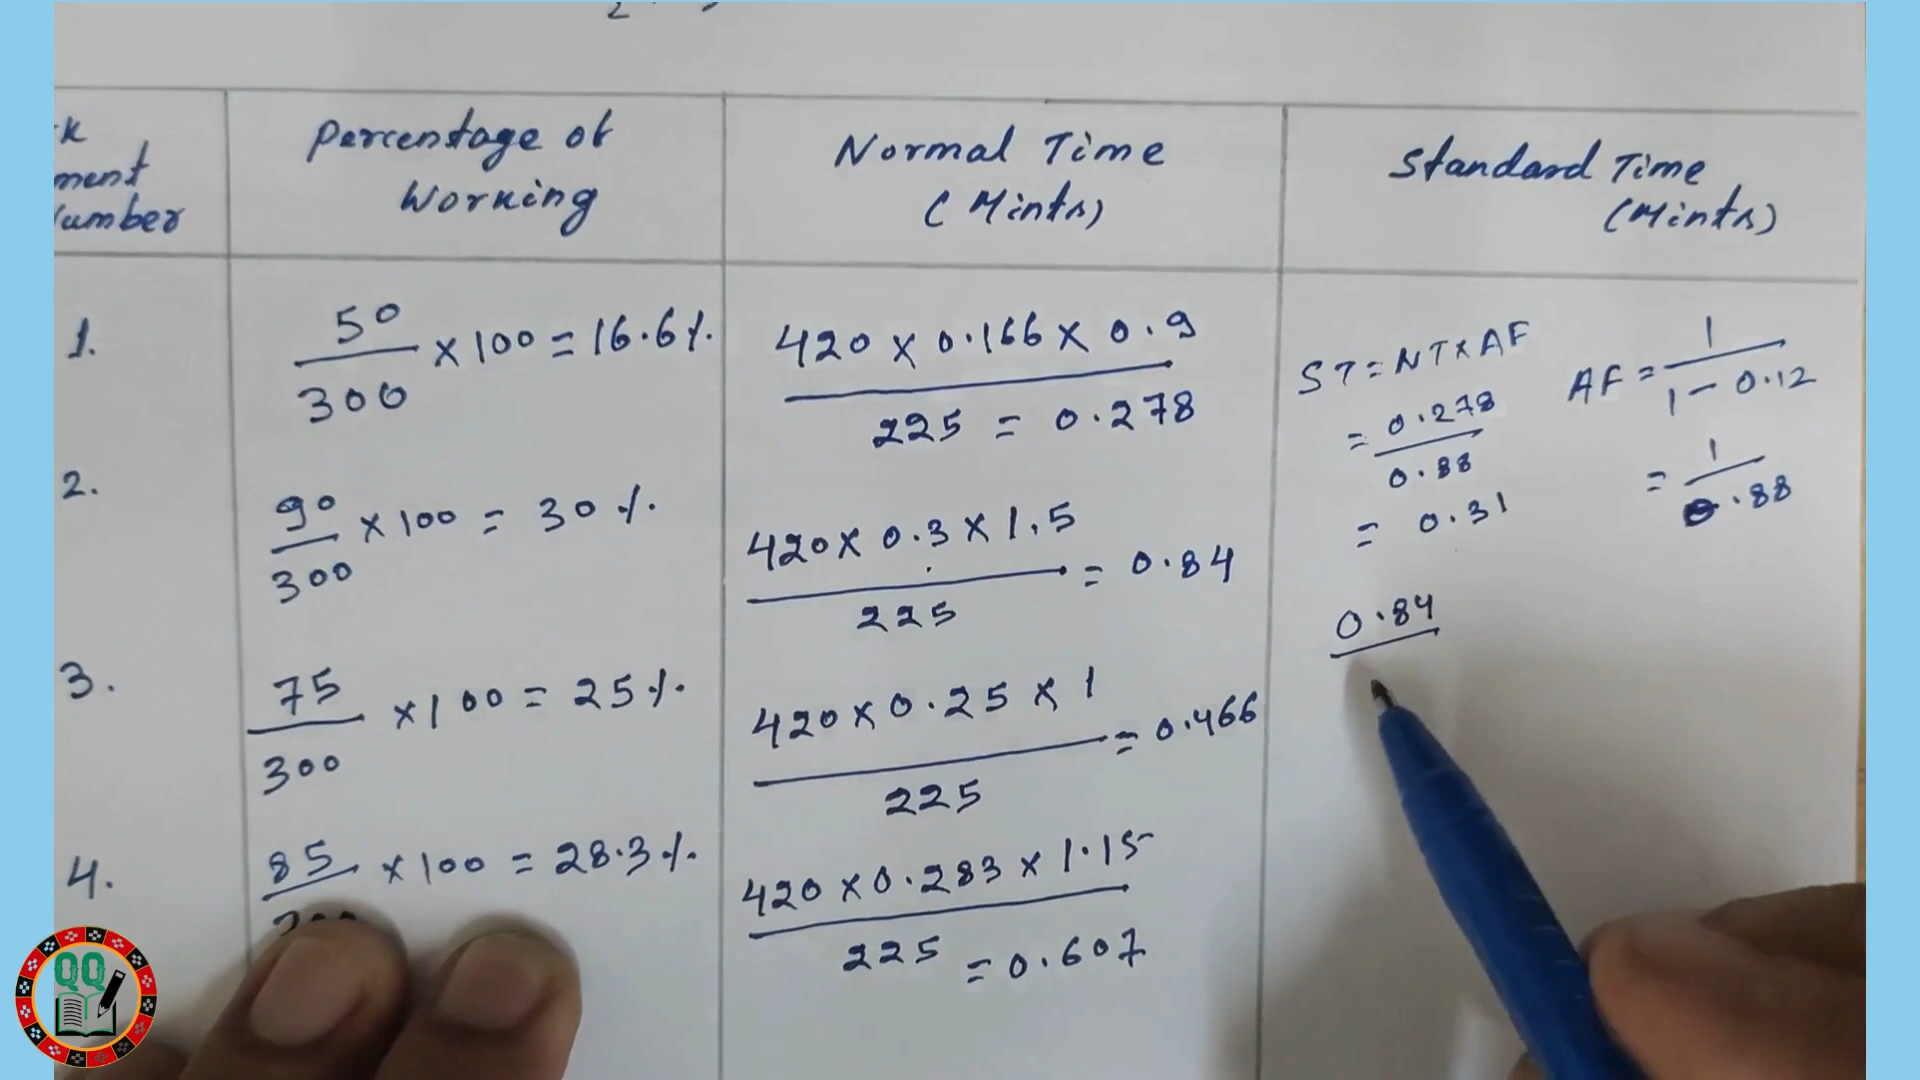 Percentage of Working
Normal Time (Mints)
Standard Time (Mints)
ment
umber
1.
50
300
x 100 = 16.6%.
420 x 0.166 x 0.9
225 = 0.278
ST = NT x AF
= 0.278
0.88
= 0.31
AF = 1
1 - 0.12
= 1
0.88
2.
90
300
x 100 = 30%.
420 x 0.3 x 1.5
225
= 0.84
0.84
3.
75
300
x 100 = 25%.
420 x 0.25 x 1
225
= 0.466
4.
85
x 100 = 28.3%.
420 x 0.283 x 1.15
225
= 0.607
QQ